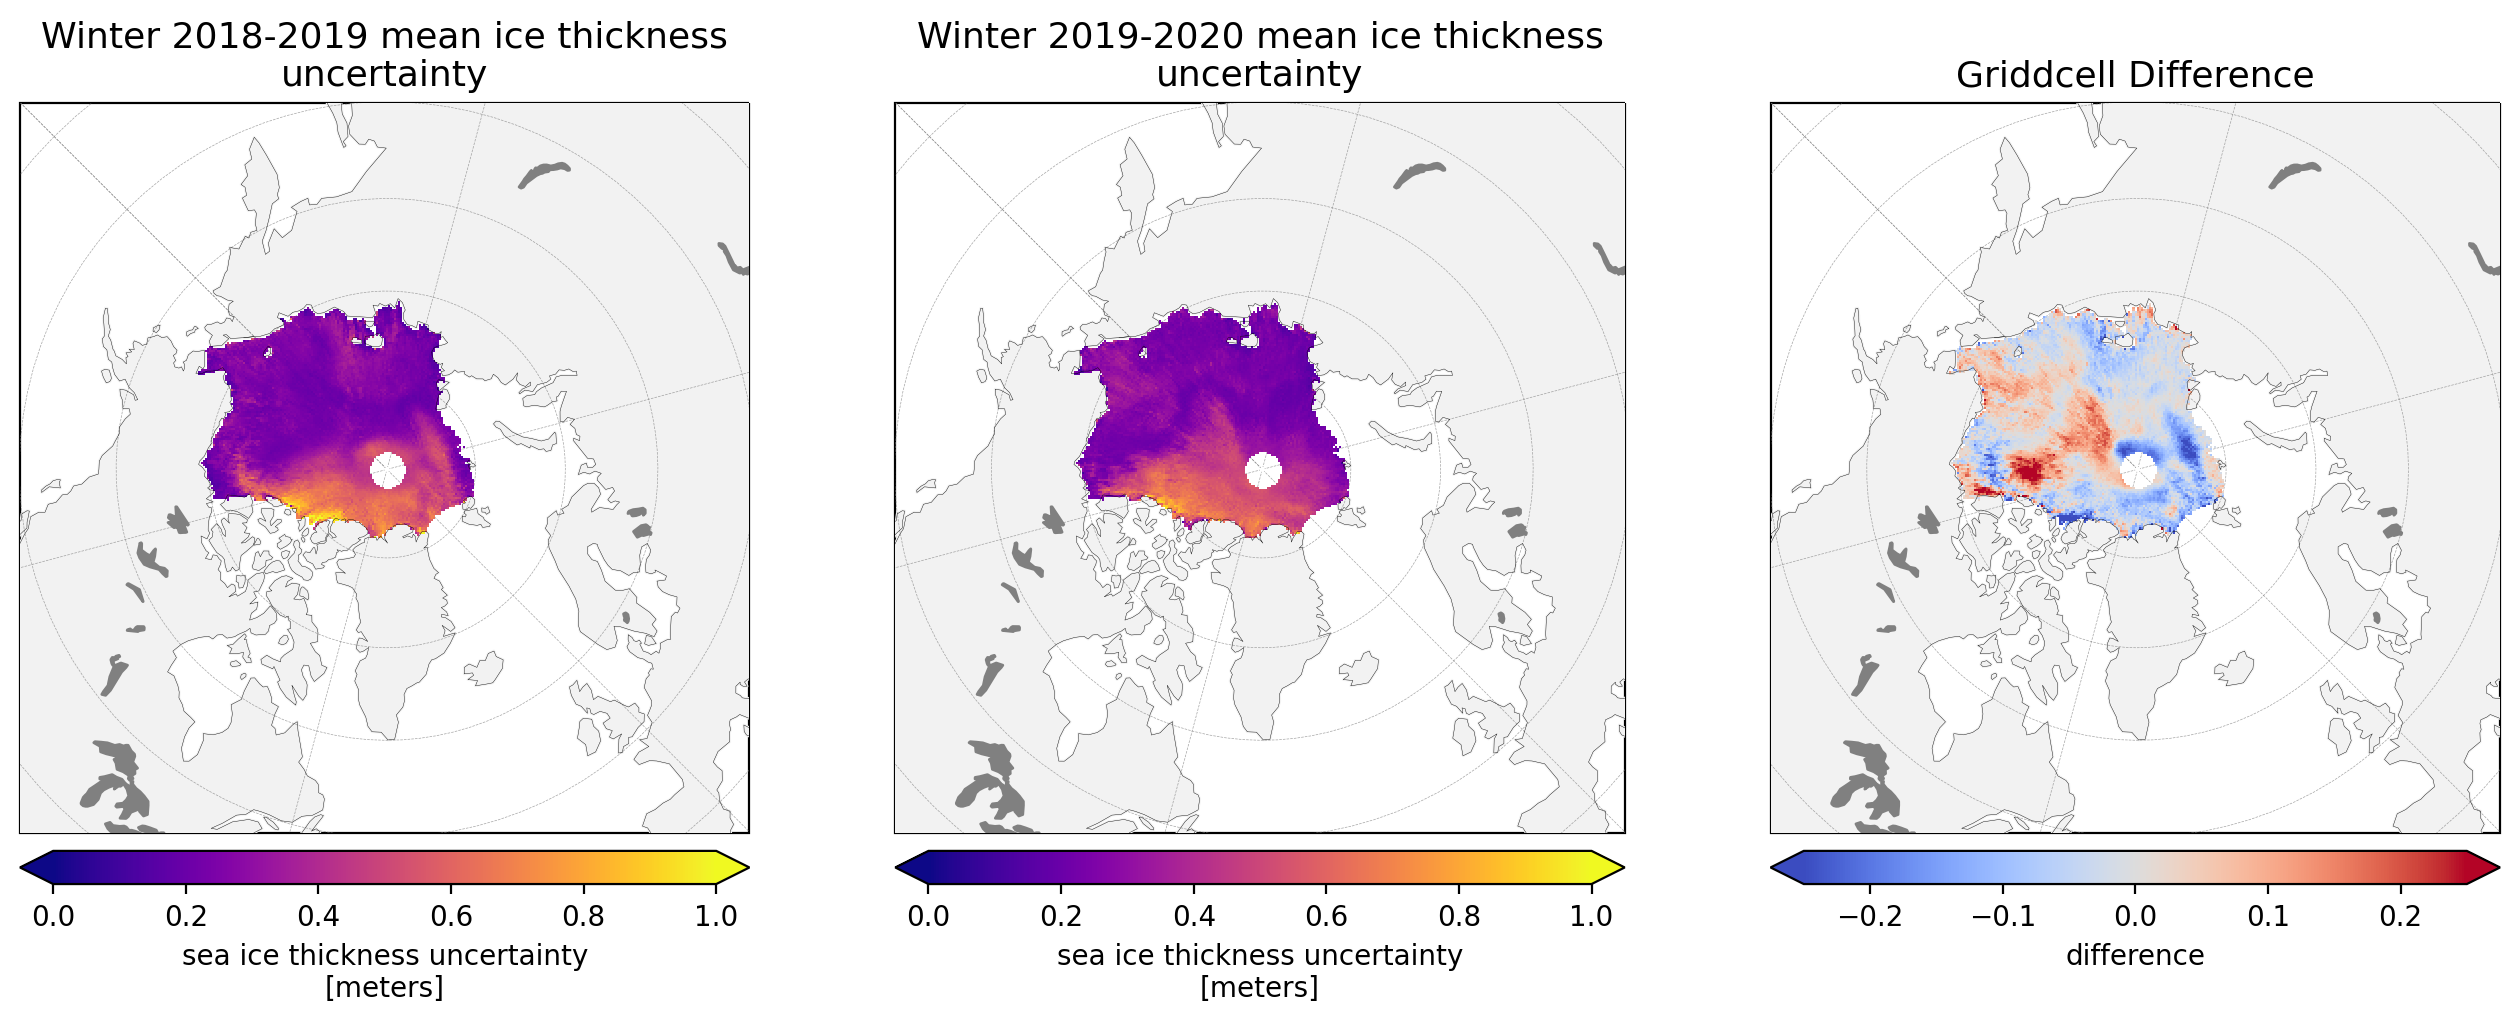 Winter 2018-2019 mean ice thickness
uncertainty
Winter 2019-2020 mean ice thickness
uncertainty
Griddcell Difference
0.0 0.2 0.4 0.6 0.8 1.0
sea ice thickness uncertainty
[meters]
0.0 0.2 0.4 0.6 0.8 1.0
sea ice thickness uncertainty
[meters]
−0.2 −0.1 0.0 0.1 0.2
difference